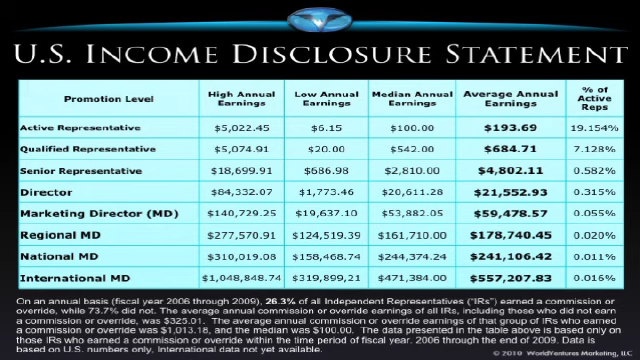 U.S. INCOME DISCLOSURE STATEMENT
Promotion Level High Annual Earnings Low Annual Earnings Median Annual Earnings Average Annual Earnings % of Active Reps
Active Representative $5,022.45 $6.15 $100.00 $193.69 19.154%
Qualified Representative $5,074.91 $20.00 $542.00 $684.71 7.128%
Senior Representative $18,699.91 $686.98 $2,810.00 $4,802.11 0.582%
Director $84,332.07 $1,773.46 $20,611.28 $21,552.93 0.315%
Marketing Director (MD) $140,729.25 $19,637.10 $53,882.05 $59,478.57 0.055%
Regional MD $277,570.91 $124,519.39 $161,710.00 $178,740.45 0.020%
National MD $310,019.08 $158,468.74 $244,374.24 $241,106.42 0.011%
International MD $1,048,848.74 $319,899,21 $471,384.00 $557,207.83 0.016%
On an annual basis (fiscal year 2006 through 2009), 26.3% of all Independent Representatives ("IRs") earned a commission or
override, while 73.7% did not. The average annual commission or override earnings of all IRs, including those who did not earn
a commission or override, was $325.01. The average annual commission or override earnings of that group of IRs who earned
a commission or override was $1,013.18, and the median was $100.00. The data presented in the table above is based only on
those IRs who earned a commission or override within the time period of fiscal year. 2006 through the end of 2009. Data is
based on U.S. numbers only, International data not yet available.
© 2010 WorldVentures Marketing, LLC